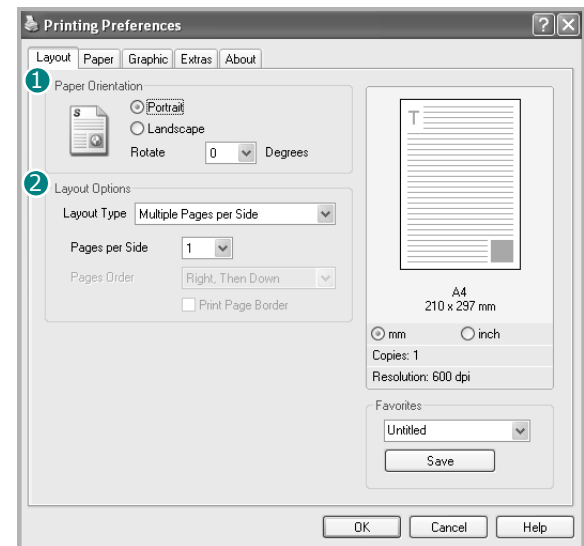 Printing Preferences
Layout Paper Graphic Extras About
1
Paper Orientation
S
Portrait
Landscape
Rotate 0 Degrees
2
Layout Options
Layout Type Multiple Pages per Side
Pages per Side 1
Pages Order Right, Then Down
Print Page Border
T
A4
210 x 297 mm
mm inch
Copies: 1
Resolution: 600 dpi
Favorites
Untitled
Save
OK Cancel Help